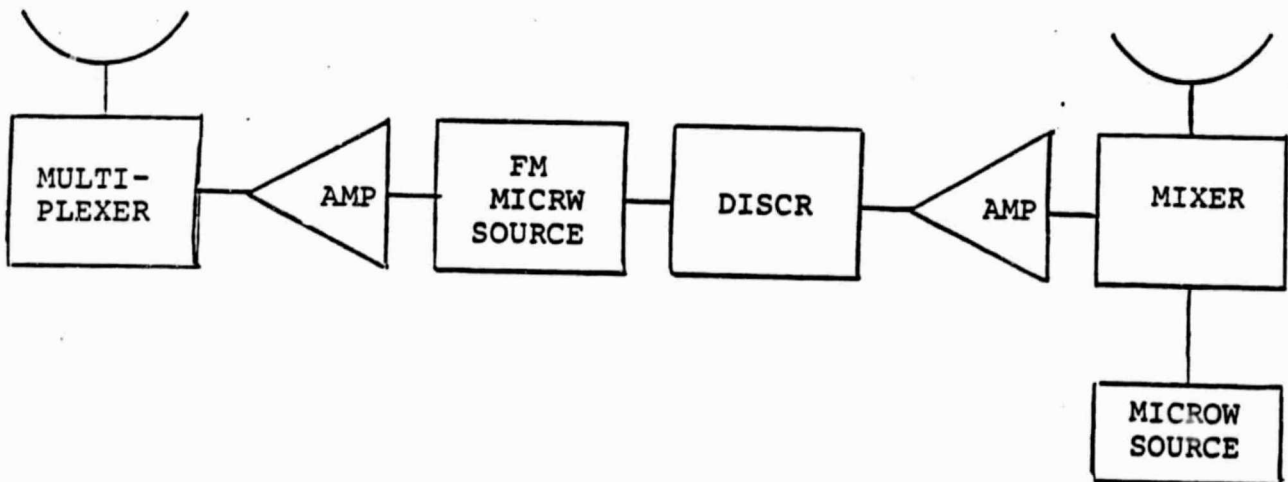 MULTI-
PLEXER
AMP
FM
MICRW
SOURCE
DISCR
AMP
MIXER
MICROW
SOURCE